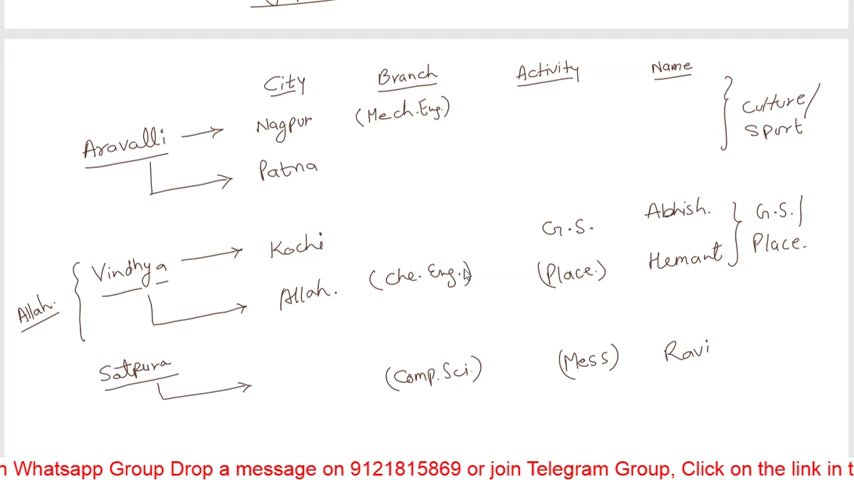 City Branch Activity Name
Aravalli → Nagpur (Mech.Eng.) } Culture/
Sport
Patna
Vindhya → Kochi G.S. Abhish. } G.S./
Allah. { Allah. (Che. Eng.) (Place.) Hemant Place.
Satpura (Comp.Sci.) (Mess) Ravi
n Whatsapp Group Drop a message on 9121815869 or join Telegram Group, Click on the link in t